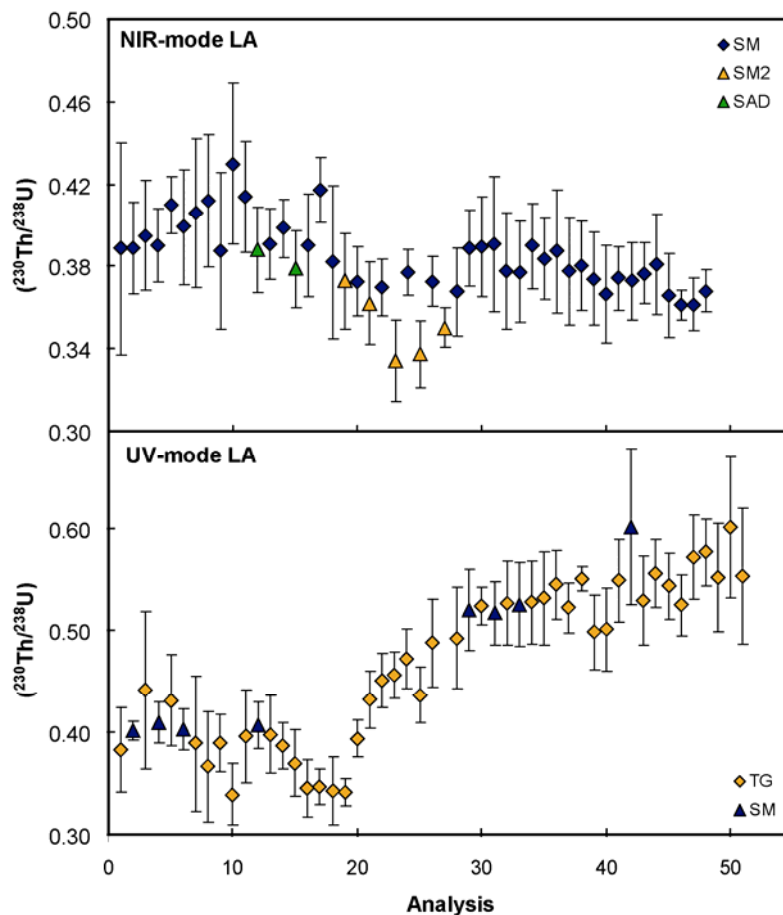 0.50
NIR-mode LA
SM
SM2
SAD
0.46
0.42
0.38
0.34
0.30
(²³⁰Th/²³⁸U)
UV-mode LA
0.60
0.50
0.40
0.30
(²³⁰Th/²³⁸U)
TG
SM
0 10 20 30 40 50
Analysis